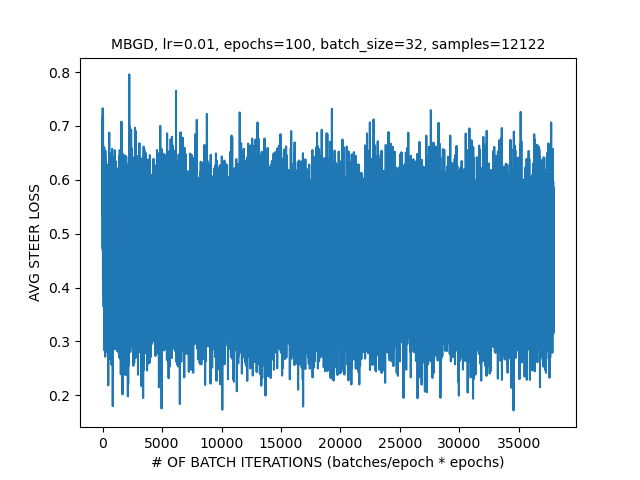 MBGD, lr=0.01, epochs=100, batch_size=32, samples=12122
0.8
0.7
0.6
0.5
0.4
0.3
0.2
AVG STEER LOSS
0 5000 10000 15000 20000 25000 30000 35000
# OF BATCH ITERATIONS (batches/epoch * epochs)